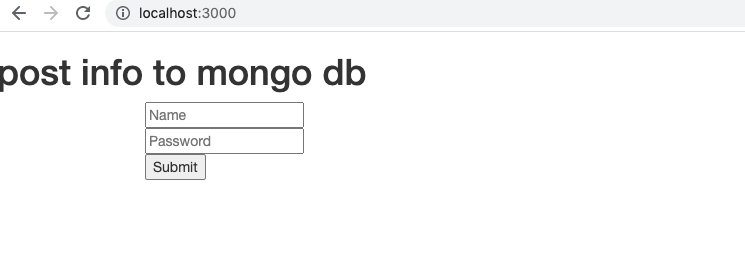 localhost:3000
post info to mongo db
Name
Password
Submit